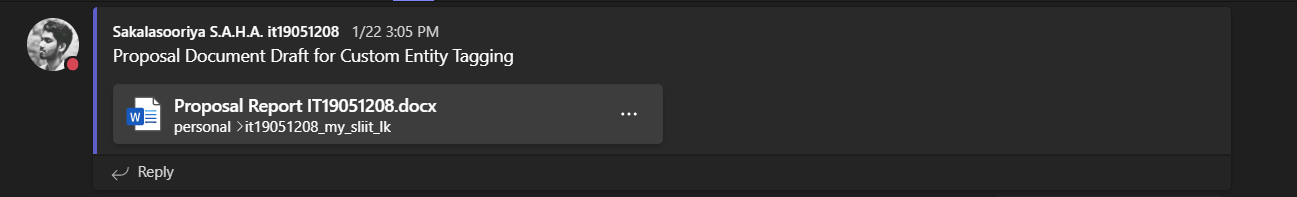 Sakalasooriya S.A.H.A. it19051208 1/22 3:05 PM
Proposal Document Draft for Custom Entity Tagging
W
Proposal Report IT19051208.docx
personal >it19051208_my_sliit_lk
Reply